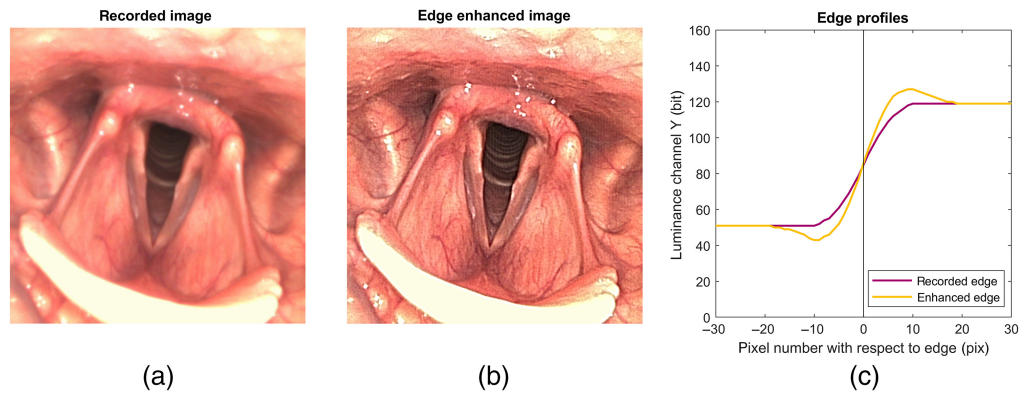 Recorded image
Edge enhanced image
Edge profiles
160
140
120
100
80
60
40
20
0
Luminance channel Y (bit)
Recorded edge
Enhanced edge
–30 –20 –10 0 10 20 30
Pixel number with respect to edge (pix)
(a) (b) (c)